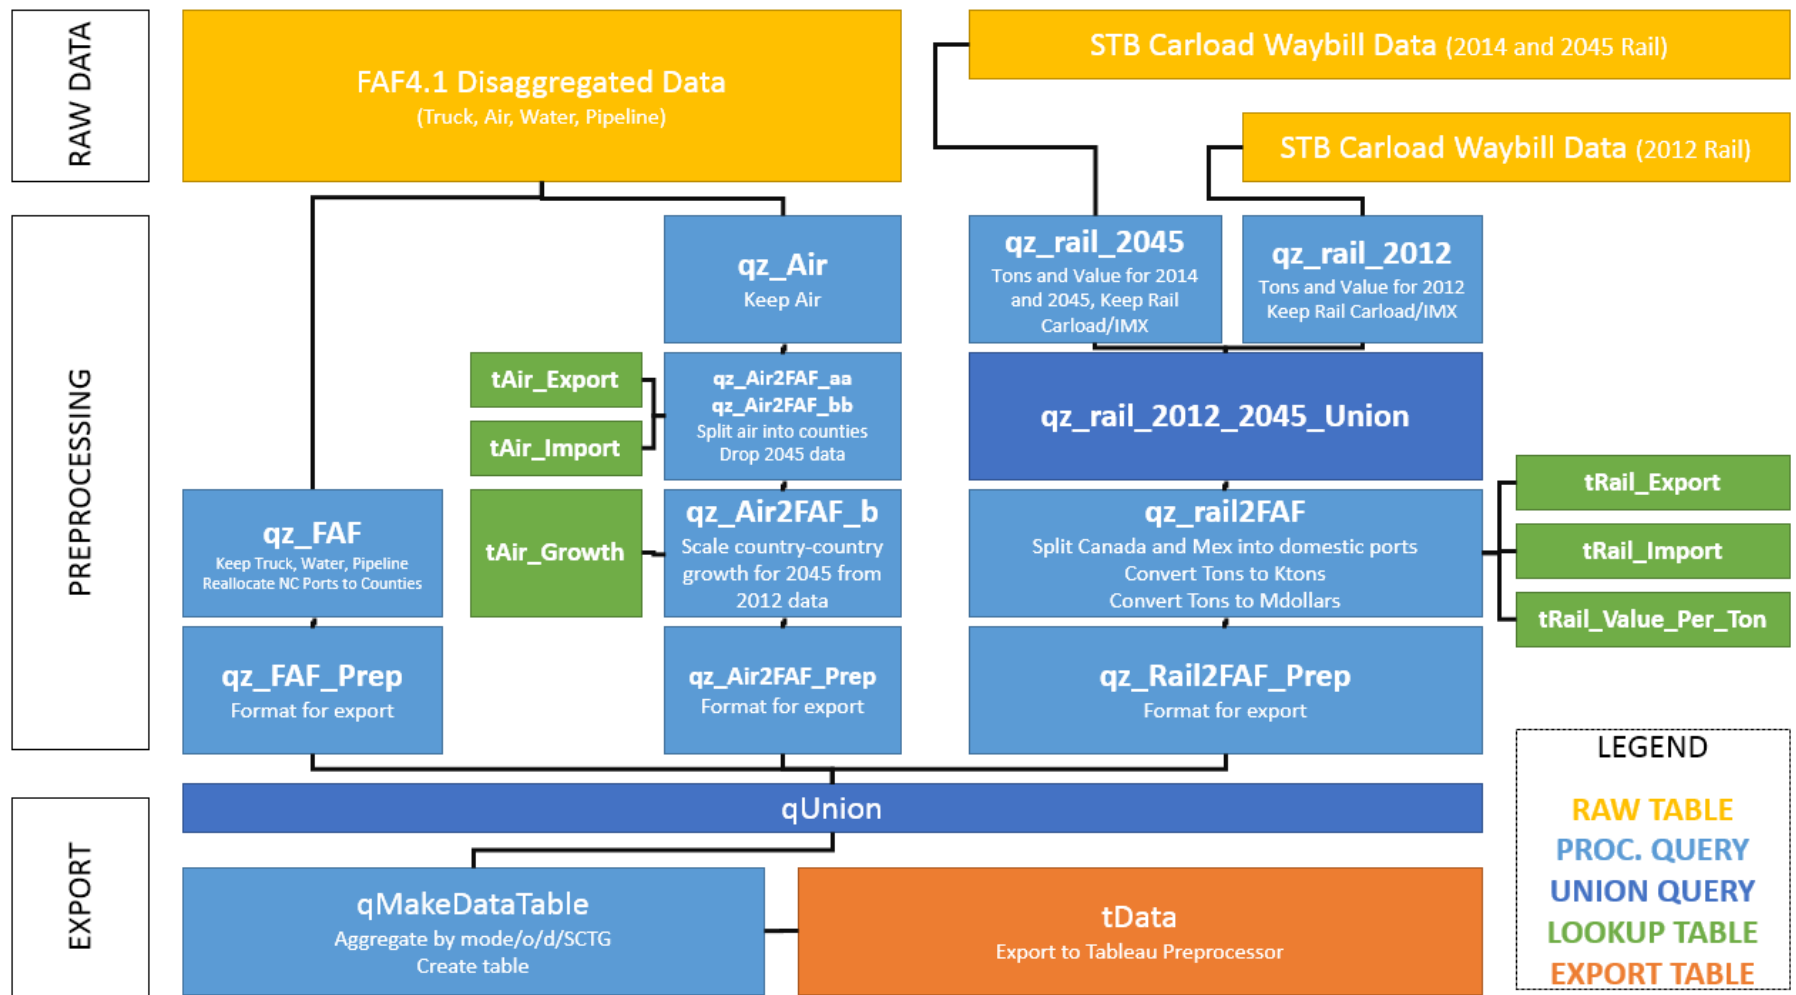 RAW DATA
FAF4.1 Disaggregated Data
(Truck, Air, Water, Pipeline)
STB Carload Waybill Data (2014 and 2045 Rail)
STB Carload Waybill Data (2012 Rail)
PREPROCESSING
qz_Air
Keep Air
qz_rail_2045
Tons and Value for 2014
and 2045, Keep Rail
Carload/IMX
qz_rail_2012
Tons and Value for 2012
Keep Rail Carload/IMX
tAir_Export
tAir_Import
qz_Air2FAF_aa
qz_Air2FAF_bb
Split air into counties
Drop 2045 data
qz_rail_2012_2045_Union
qz_FAF
Keep Truck, Water, Pipeline
Reallocate NC Ports to Counties
tAir_Growth
qz_Air2FAF_b
Scale country-country
growth for 2045 from
2012 data
qz_rail2FAF
Split Canada and Mex into domestic ports
Convert Tons to Ktons
Convert Tons to Mdollars
tRail_Export
tRail_Import
tRail_Value_Per_Ton
qz_FAF_Prep
Format for export
qz_Air2FAF_Prep
Format for export
qz_Rail2FAF_Prep
Format for export
EXPORT
qUnion
qMakeDataTable
Aggregate by mode/o/d/SCTG
Create table
tData
Export to Tableau Preprocessor
LEGEND
RAW TABLE
PROC. QUERY
UNION QUERY
LOOKUP TABLE
EXPORT TABLE